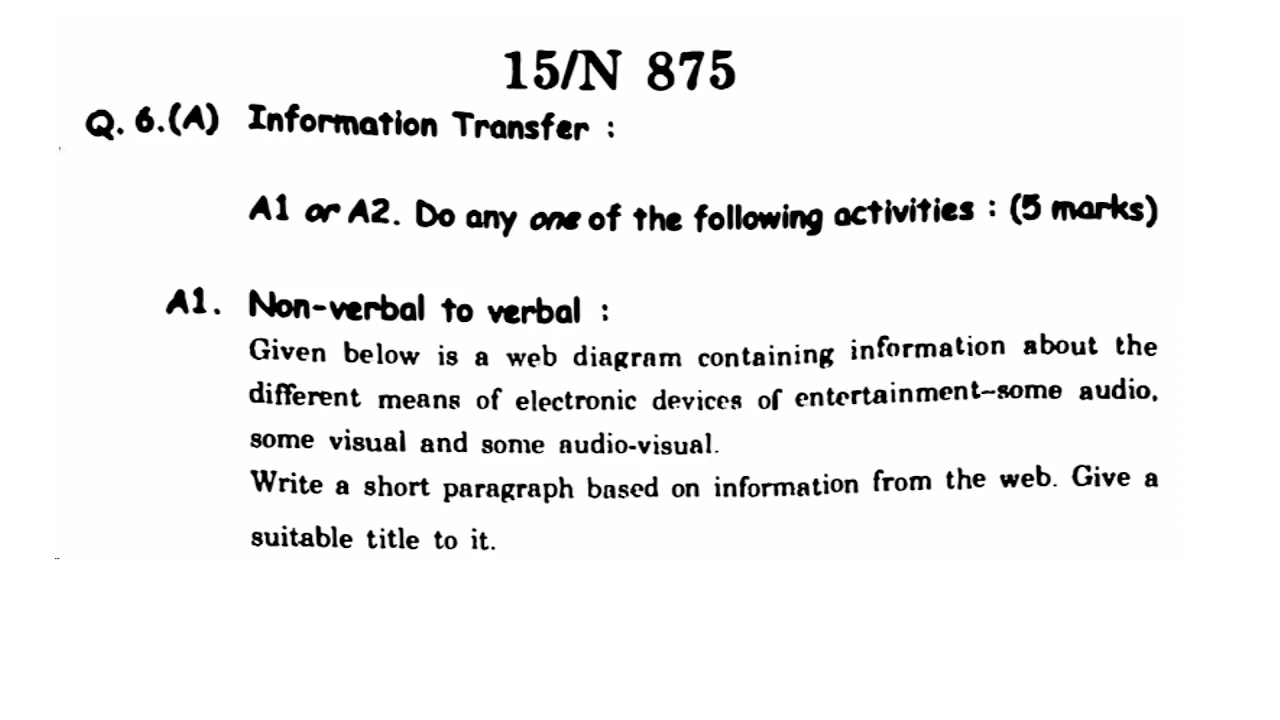 15/N 875
Q. 6.(A) Information Transfer :
A1 or A2. Do any one of the following activities : (5 marks)
A1. Non-verbal to verbal :
Given below is a web diagram containing information about the
different means of electronic devices of entertainment–some audio,
some visual and some audio-visual.
Write a short paragraph based on information from the web. Give a
suitable title to it.